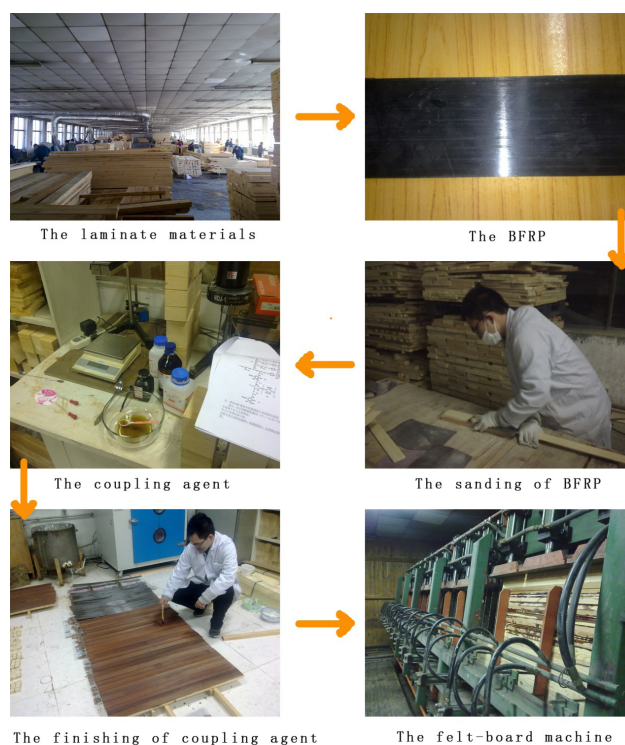 The laminate materials
The BFRP
The sanding of BFRP
The coupling agent
The finishing of coupling agent
The felt-board machine